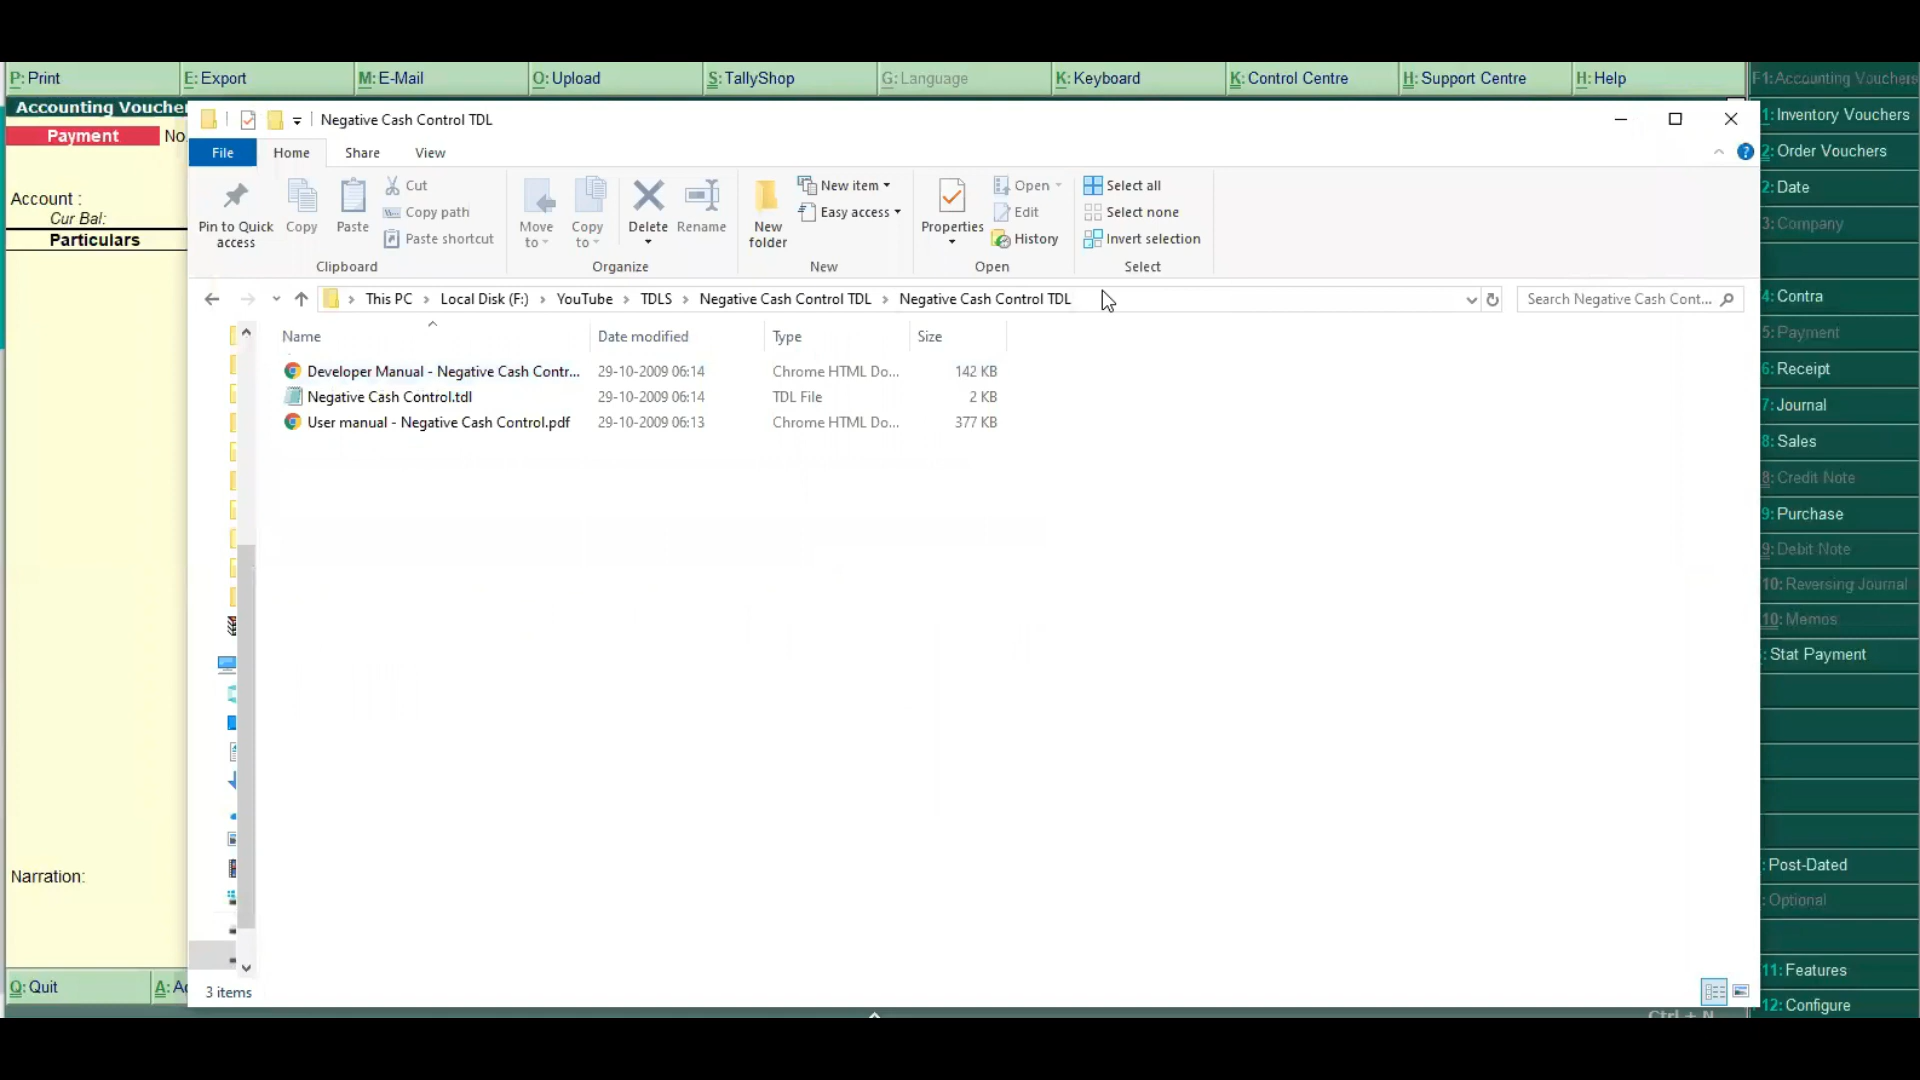 P: Print E: Export M: E-Mail O: Upload S: TallyShop G: Language K: Keyboard K: Control Centre H: Support Centre H: Help
F1: Accounting Vouchers
Accounting Voucher
Payment No
Account :
Cur Bal:
Particulars
Narration:
Q: Quit
Negative Cash Control TDL
File Home Share View
Pin to Quick access
Copy
Paste
Cut
Copy path
Paste shortcut
Clipboard
Move to
Copy to
Delete
Rename
Organize
New folder
New item
Easy access
New
Properties
Open
Edit
History
Open
Select all
Select none
Invert selection
Select
This PC › Local Disk (F:) › YouTube › TDLS › Negative Cash Control TDL › Negative Cash Control TDL
Search Negative Cash Cont...
Name Date modified Type Size
Developer Manual - Negative Cash Contr... 29-10-2009 06:14 Chrome HTML Do... 142 KB
Negative Cash Control.tdl 29-10-2009 06:14 TDL File 2 KB
User manual - Negative Cash Control.pdf 29-10-2009 06:13 Chrome HTML Do... 377 KB
3 items
1: Inventory Vouchers
2: Order Vouchers
2: Date
3: Company
4: Contra
5: Payment
6: Receipt
7: Journal
8: Sales
8: Credit Note
9: Purchase
9: Debit Note
10: Reversing Journal
10: Memos
: Stat Payment
: Post-Dated
: Optional
11: Features
12: Configure